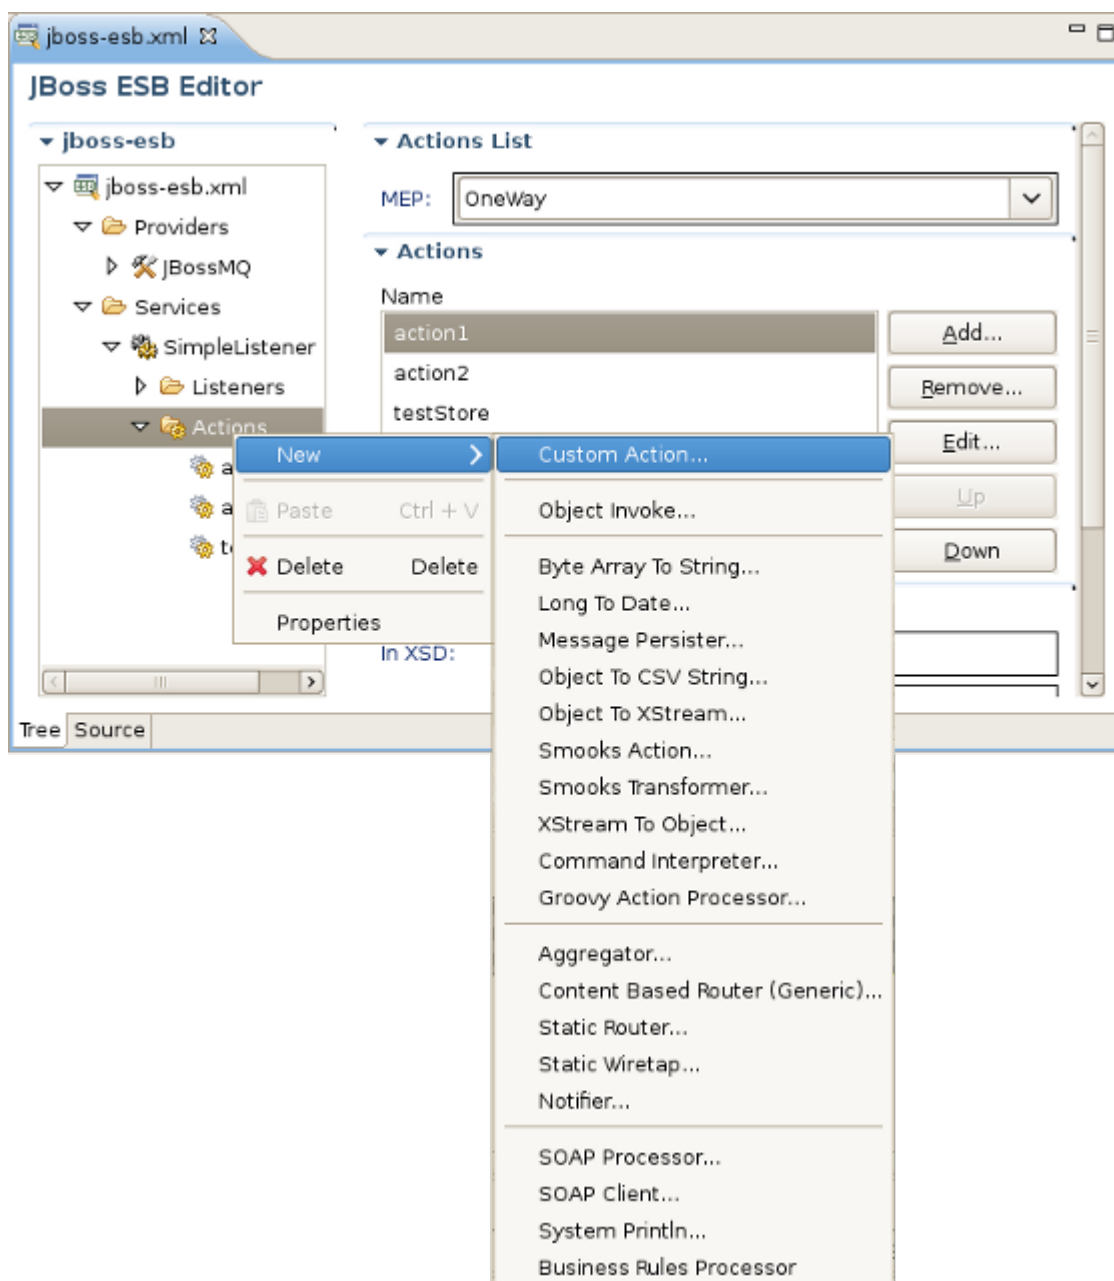 jboss-esb.xml
JBoss ESB Editor
jboss-esb
jboss-esb.xml
Providers
JBossMQ
Services
SimpleListener
Listeners
Actions
a
a
te
Actions List
MEP: OneWay
Actions
Name
action1
action2
testStore
Add...
Remove...
Edit...
Up
Down
In XSD:
New
Paste Ctrl + V
Delete Delete
Properties
Custom Action...
Object Invoke...
Byte Array To String...
Long To Date...
Message Persister...
Object To CSV String...
Object To XStream...
Smooks Action...
Smooks Transformer...
XStream To Object...
Command Interpreter...
Groovy Action Processor...
Aggregator...
Content Based Router (Generic)...
Static Router...
Static Wiretap...
Notifier...
SOAP Processor...
SOAP Client...
System Println...
Business Rules Processor
Tree Source